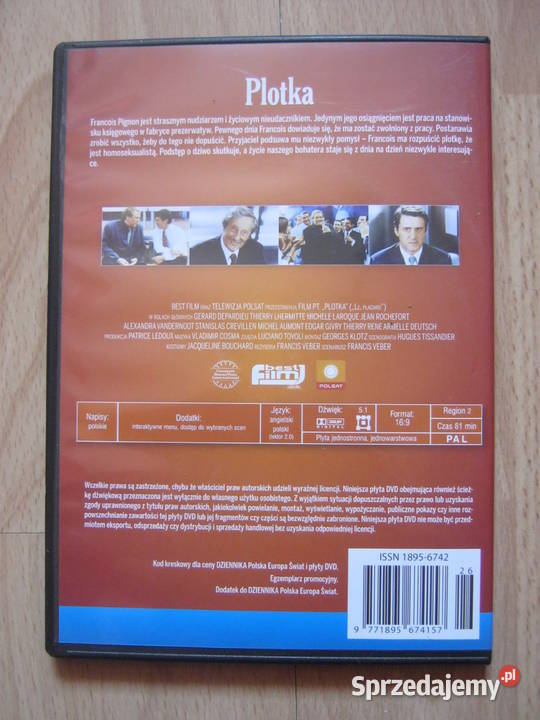 Plotka
Francois Pignon jest strasznym nudziarzem i życiowym nieudacznikiem. Jedynym jego osiągnięciem jest praca na stanowi-
sku księgowego w fabryce prezerwatyw. Pewnego dnia Francois dowiaduje się, że ma zostać zwolniony z pracy. Postanawia
zrobić wszystko, żeby do tego nie dopuścić. Przyjaciel podsuwa mu niezwykły pomysł – Francois ma rozpuścić plotkę, że
jest homoseksualistą. Podstęp o dziwo skutkuje, a życie naszego bohatera staje się z dnia na dzień niezwykle interesują-
ce.
BEST FILM ORAZ TELEWIZJA POLSAT PRZEDSTAWIAJĄ FILM PT. „PLOTKA” („LE PLACARD”)
W ROLACH GŁÓWNYCH GERARD DEPARDIEU THIERRY LHERMITTE MICHELE LAROQUE JEAN ROCHEFORT
ALEXANDRA VANDERNOOT STANISLAS CREVILLEN MICHEL AUMONT EDGAR GIVRY THIERRY RENE ARMELLE DEUTSCH
PRODUKCJA PATRICE LEDOUX MUZYKA VLADIMIR COSMA ZDJĘCIA LUCIANO TOVOLI MONTAŻ GEORGES KLOTZ SCENOGRAFIA HUGUES TISSANDIER
KOSTIUMY JACQUELINE BOUCHARD REŻYSERIA FRANCIS VEBER SCENARIUSZ FRANCIS VEBER
best
film
POLSAT
Napisy:
polskie
Dodatki:
interaktywne menu, dostęp do wybranych scen
Język:
angielski
polski
(lektor 2.0)
Dźwięk: 5.1
DOLBY
DIGITAL
Format:
16:9
Płyta jednostronna, jednowarstwowa
Region 2
Czas 81 min
PAL
Wszelkie prawa są zastrzeżone, chyba że właściciel praw autorskich udzieli wyraźnej licencji. Niniejsza płyta DVD obejmująca również ścież-
kę dźwiękową przeznaczona jest wyłącznie do własnego użytku osobistego. Z wyjątkiem sytuacji dopuszczalnych przez prawo lub uzyskania
zgody uprawnionego z tytułu praw autorskich, jakiekolwiek powielanie, montaż, wyświetlanie, wypożyczanie, publiczne pokazy czy inne roz-
powszechnianie zawartości tej płyty DVD lub jej fragmentów czy części są bezwzględnie zabronione. Niniejsza płyta DVD nie może być przed-
miotem eksportu, odsprzedaży czy dystrybucji i sprzedaży handlowej bez uzyskania odpowiedniej licencji.
Kod kreskowy dla ceny DZIENNIKA Polska Europa Świat i płyty DVD.
Egzemplarz promocyjny.
Dodatek do DZIENNIKA Polska Europa Świat.
ISSN 1895-6742
26
9 771895 674157
Sprzedajemy.pl